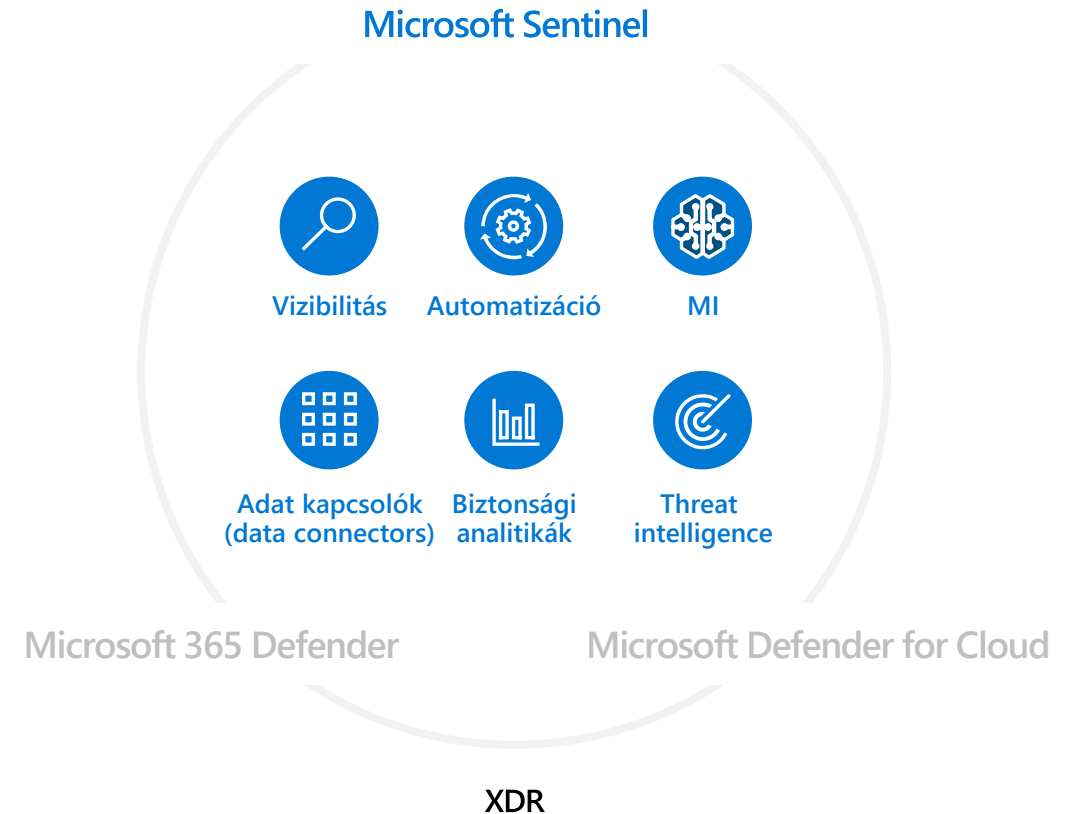 Microsoft Sentinel
Vizibilitás
Automatizáció
MI
Adat kapcsolók
(data connectors)
Biztonsági
analitikák
Threat
intelligence
Microsoft 365 Defender
Microsoft Defender for Cloud
XDR